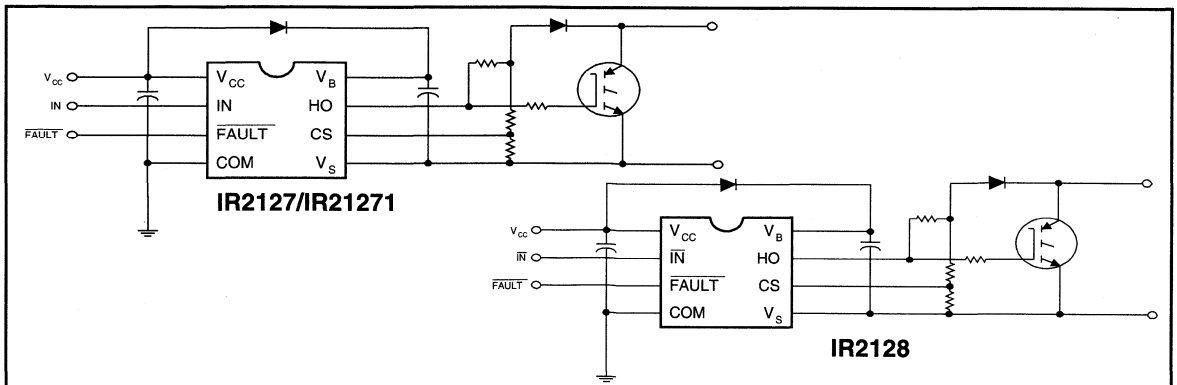 V_CC
IN
FAULT
V_CC V_B
IN HO
FAULT CS
COM V_S
IR2127/IR21271
V_CC
IN
FAULT
V_CC V_B
IN HO
FAULT CS
COM V_S
IR2128